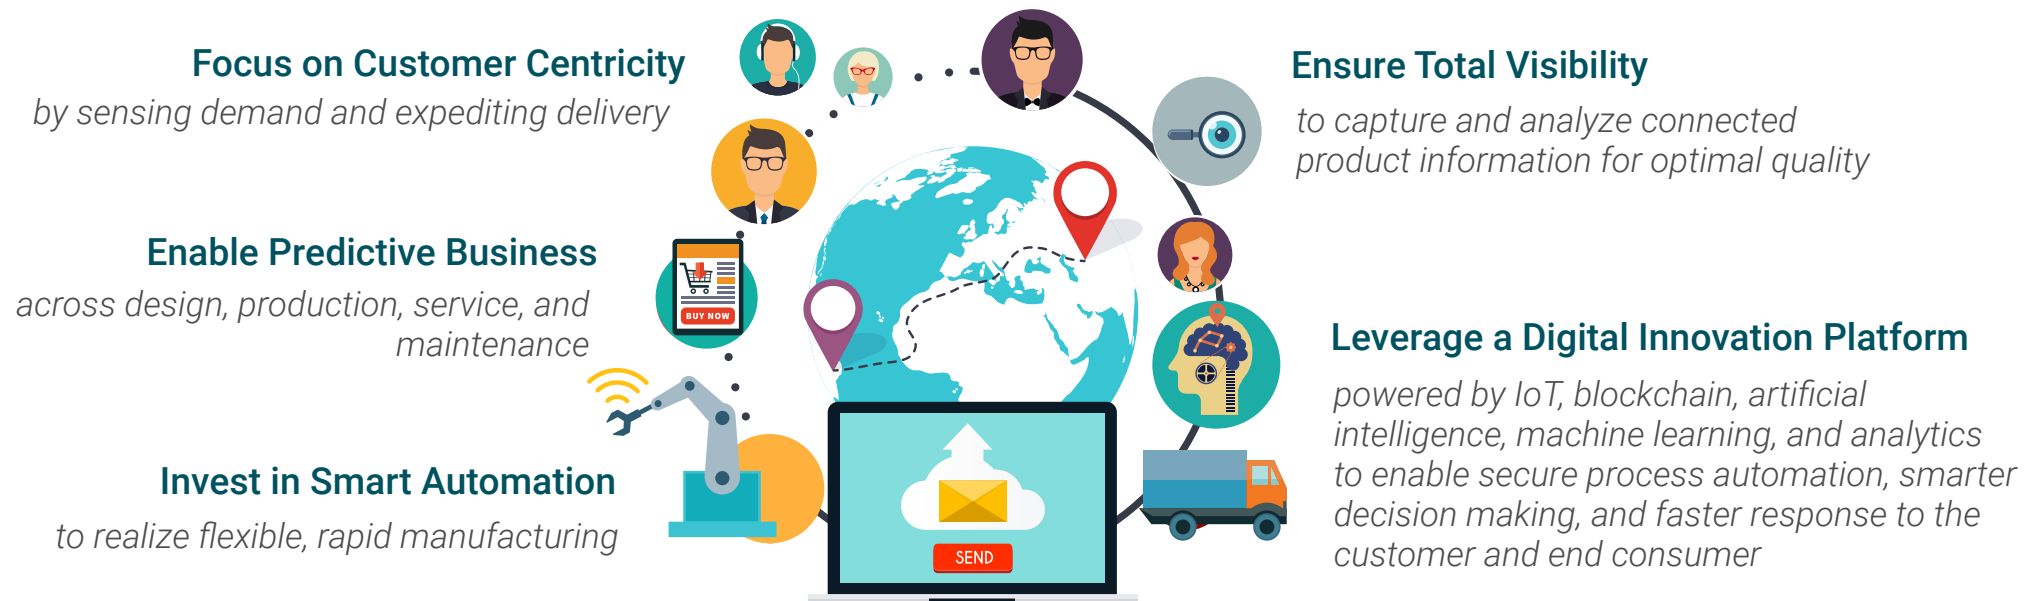 Focus on Customer Centricity
by sensing demand and expediting delivery
Enable Predictive Business
across design, production, service, and
maintenance
BUY NOW
Invest in Smart Automation
to realize flexible, rapid manufacturing
SEND
Ensure Total Visibility
to capture and analyze connected
product information for optimal quality
Leverage a Digital Innovation Platform
powered by IoT, blockchain, artificial
intelligence, machine learning, and analytics
to enable secure process automation, smarter
decision making, and faster response to the
customer and end consumer